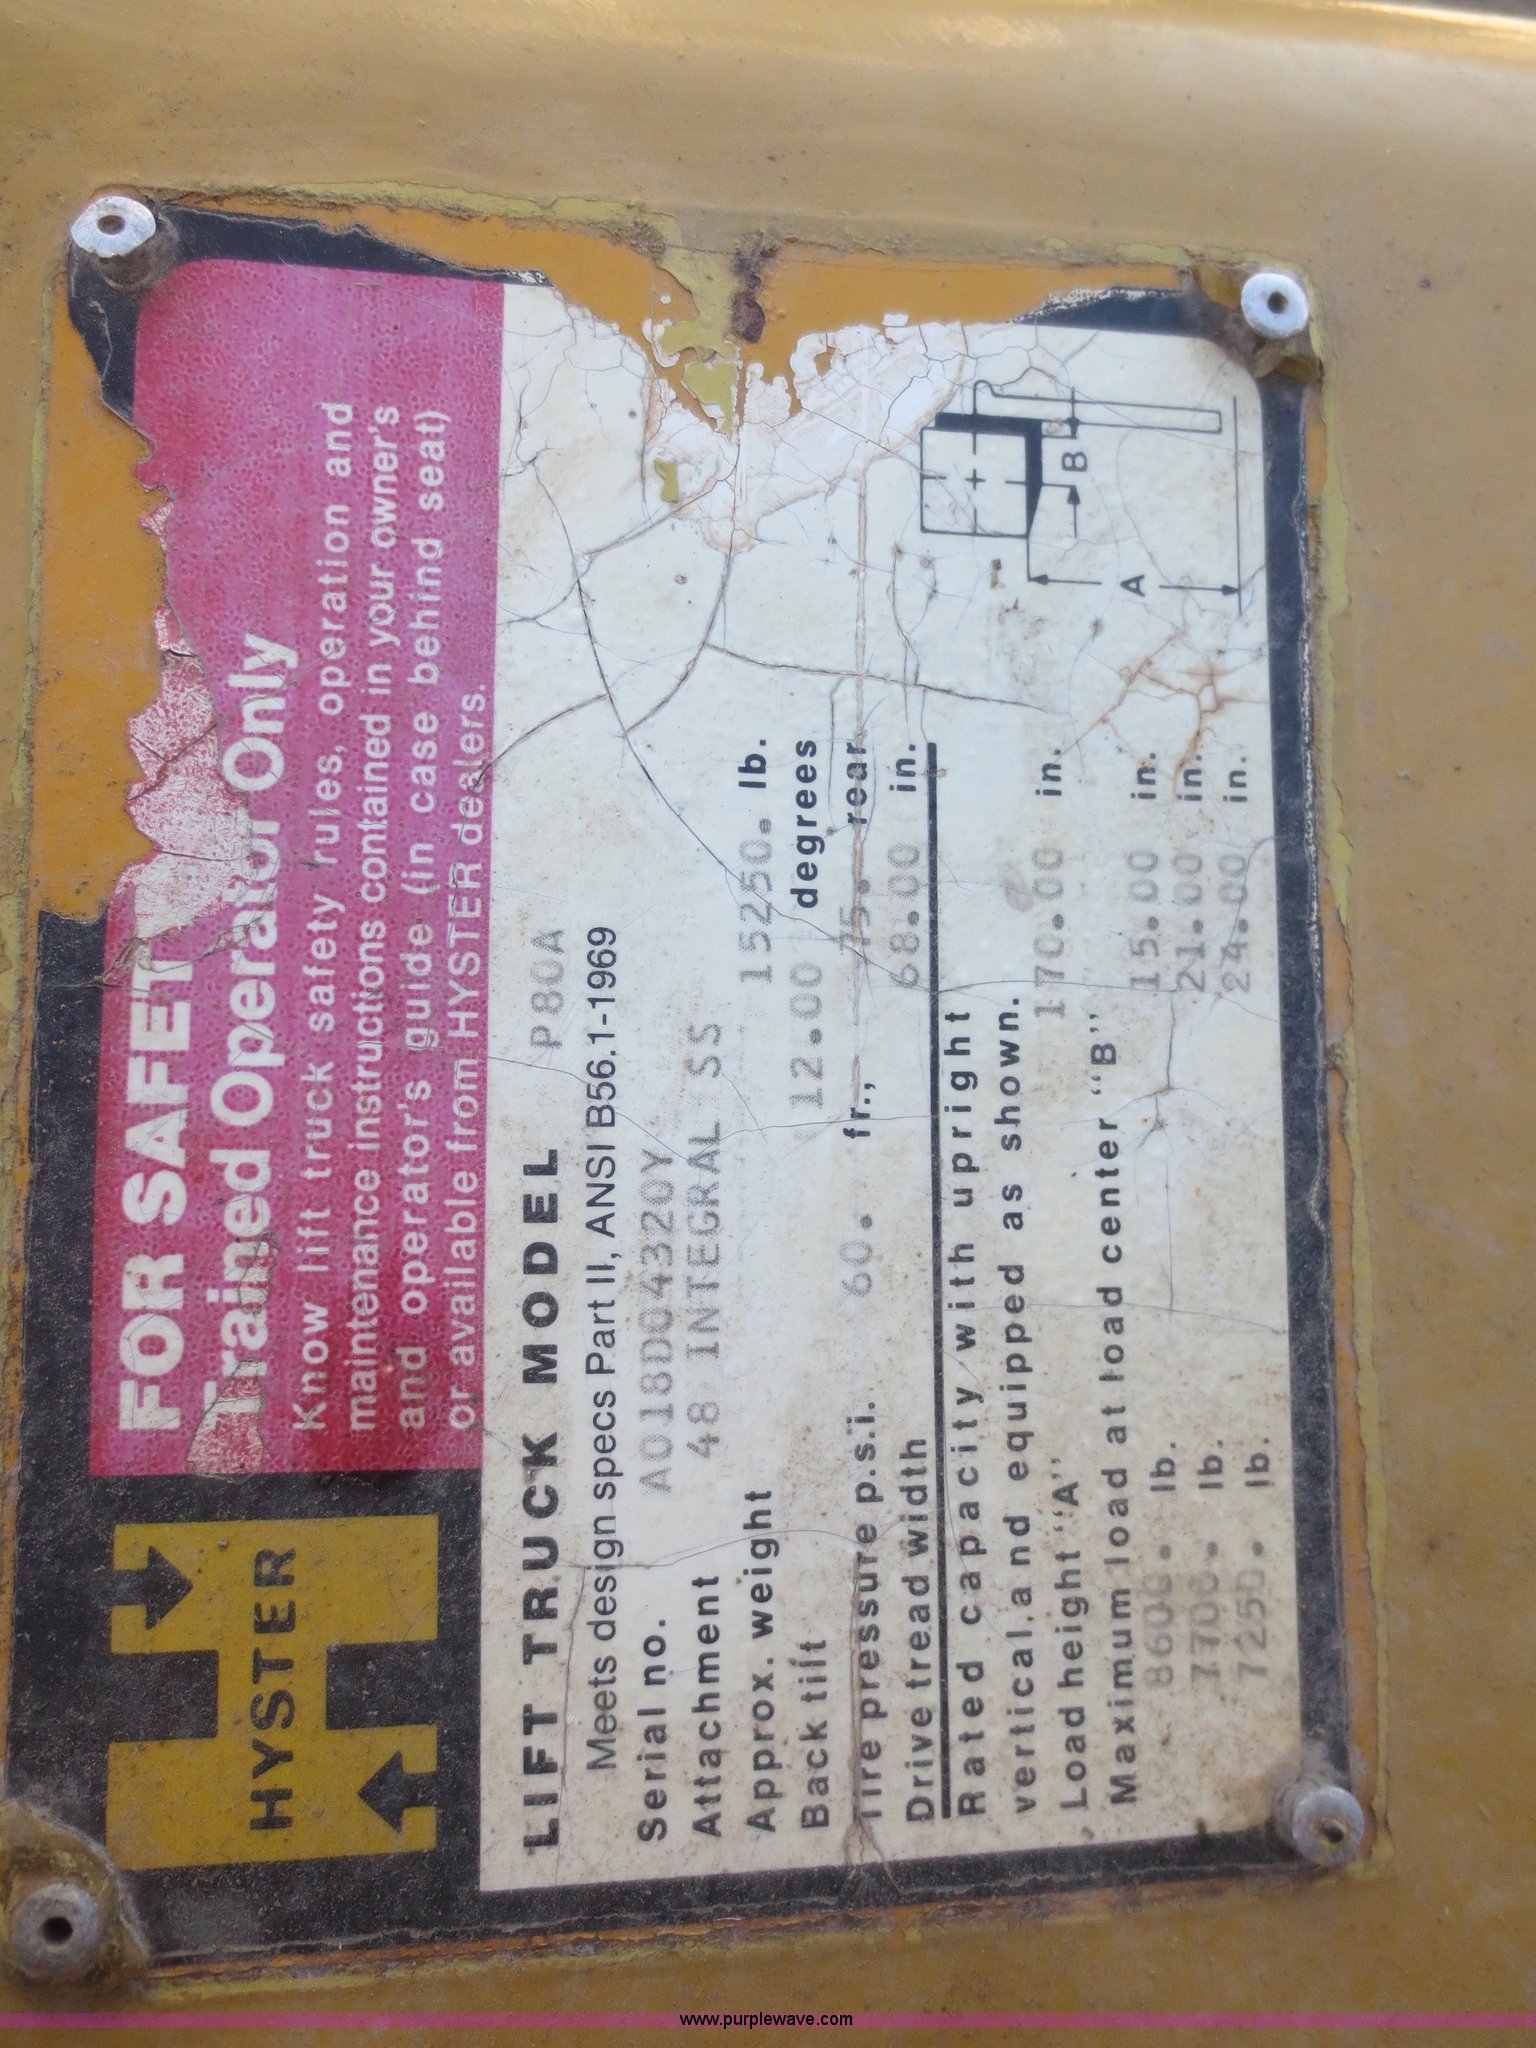 HYSTER
FOR SAFETY
Trained Operator Only
Know lift truck safety rules, operation and
maintenance instructions contained in your owner's
and operator's guide (in case behind seat)
or available from HYSTER dealers.
LIFT TRUCK MODEL P80A
Meets design specs Part II, ANSI B56.1-1969
Serial no. A018D04320Y
Attachment 48 INTEGRAL SS
Approx. weight 15250. lb.
Back tilt 12.00 degrees
Tire pressure p.s.i. 60. fr., 75. rear
Drive tread width 68.00 in.
Rated capacity with upright
vertical and equipped as shown.
Load height "A" 170.00 in.
Maximum load at load center "B"
8600. lb. 15.00 in.
7700. lb. 21.00 in.
7250. lb. 24.00 in.
A
B
www.purplewave.com